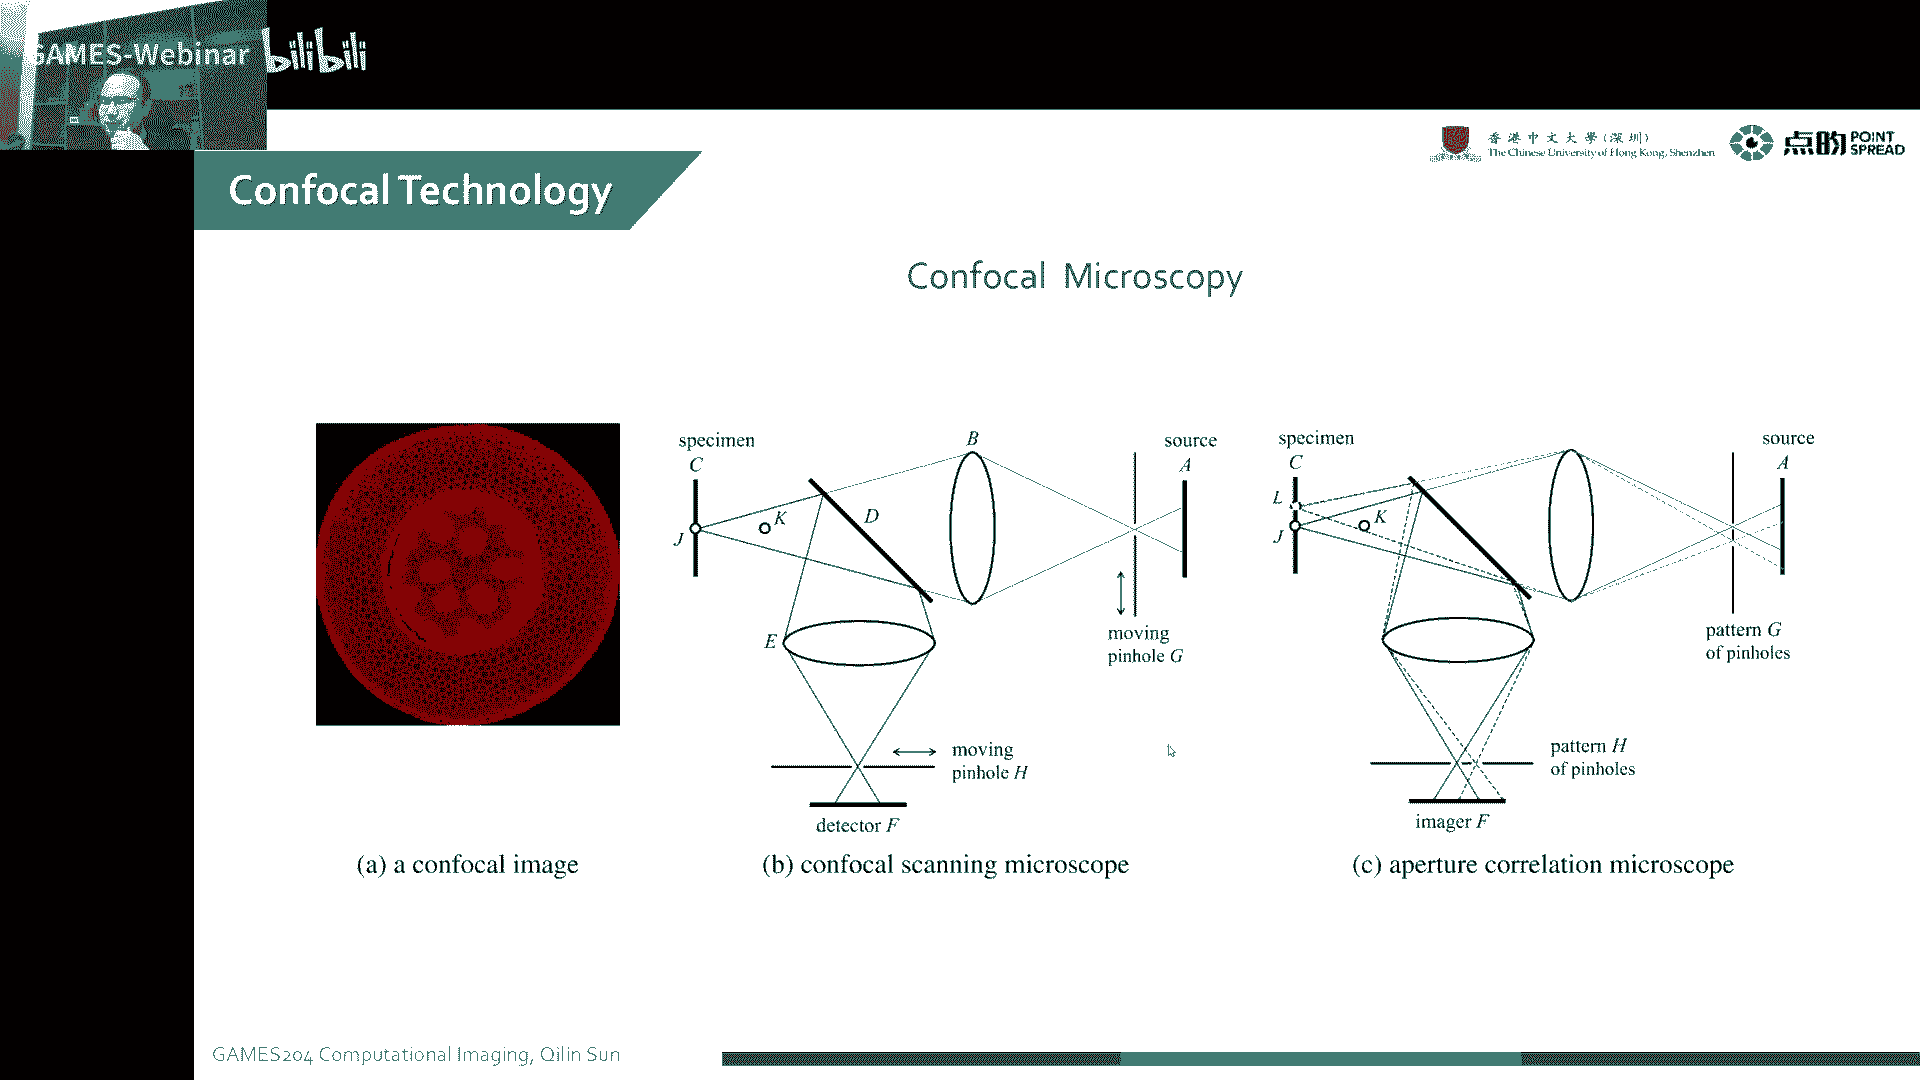 GAMES-Webinar
bilibili
香港中文大學(深圳)
The Chinese University of Hong Kong, Shenzhen
点昀
POINT
SPREAD
Confocal Technology
Confocal Microscopy
specimen
C
J
K
D
B
source
A
moving
pinhole G
E
moving
pinhole H
detector F
specimen
C
L
J
K
source
A
pattern G
of pinholes
pattern H
of pinholes
imager F
(a) a confocal image
(b) confocal scanning microscope
(c) aperture correlation microscope
GAMES204 Computational Imaging, Qilin Sun